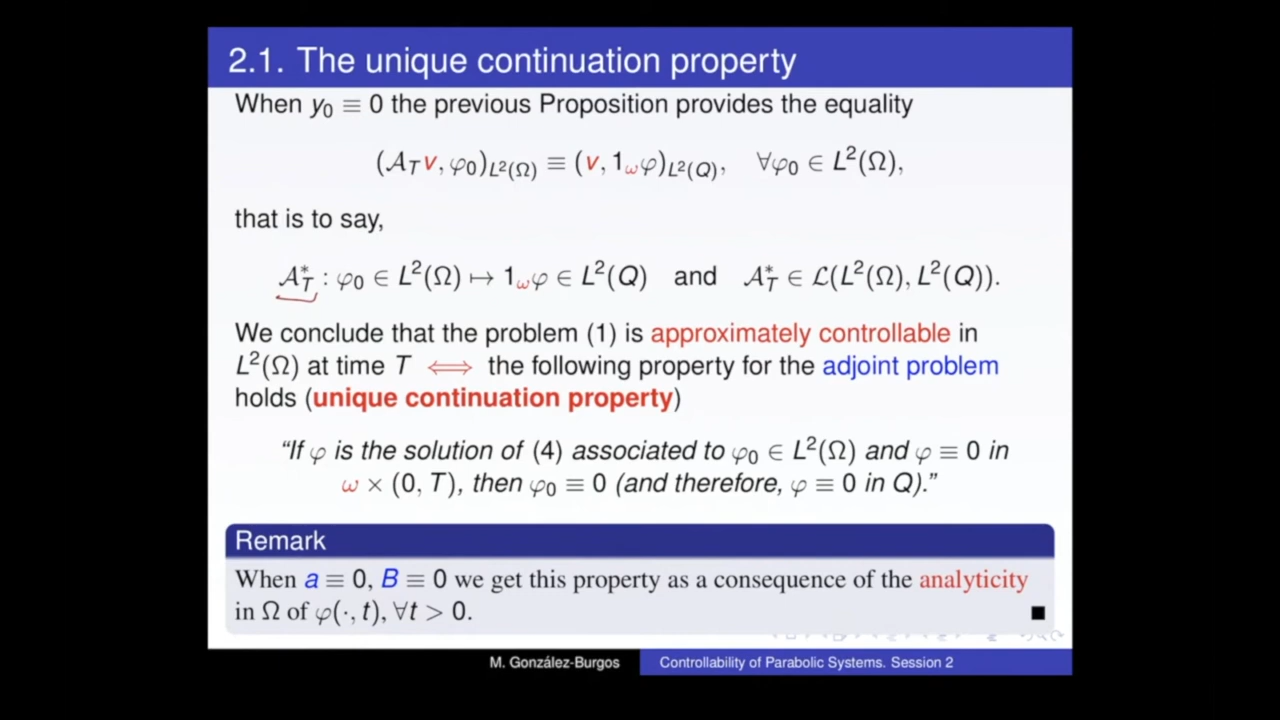 2.1. The unique continuation property
When y₀ ≡ 0 the previous Proposition provides the equality
(𝒜_T v, φ₀)_{L²(Ω)} ≡ (v, 1_ω φ)_{L²(Q)}, ∀φ₀ ∈ L²(Ω),
that is to say,
𝒜*_T : φ₀ ∈ L²(Ω) ↦ 1_ω φ ∈ L²(Q) and 𝒜*_T ∈ ℒ(L²(Ω), L²(Q)).
We conclude that the problem (1) is approximately controllable in
L²(Ω) at time T ⟺ the following property for the adjoint problem
holds (unique continuation property)
“If φ is the solution of (4) associated to φ₀ ∈ L²(Ω) and φ ≡ 0 in
ω × (0, T), then φ₀ ≡ 0 (and therefore, φ ≡ 0 in Q).”
Remark
When a ≡ 0, B ≡ 0 we get this property as a consequence of the analyticity
in Ω of φ(·, t), ∀t > 0. ■
M. González-Burgos Controllability of Parabolic Systems. Session 2